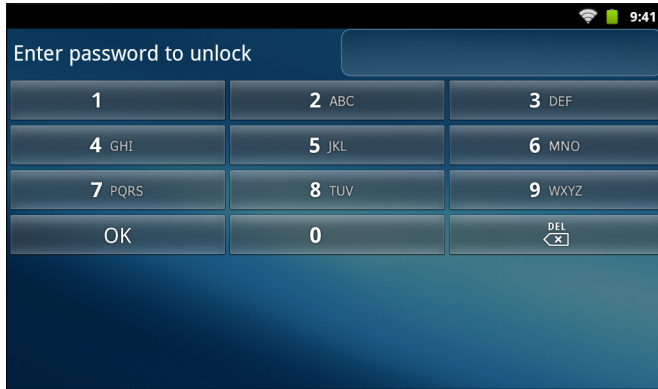 9:41
Enter password to unlock
1 2 ABC 3 DEF
4 GHI 5 JKL 6 MNO
7 PQRS 8 TUV 9 WXYZ
OK 0 DEL